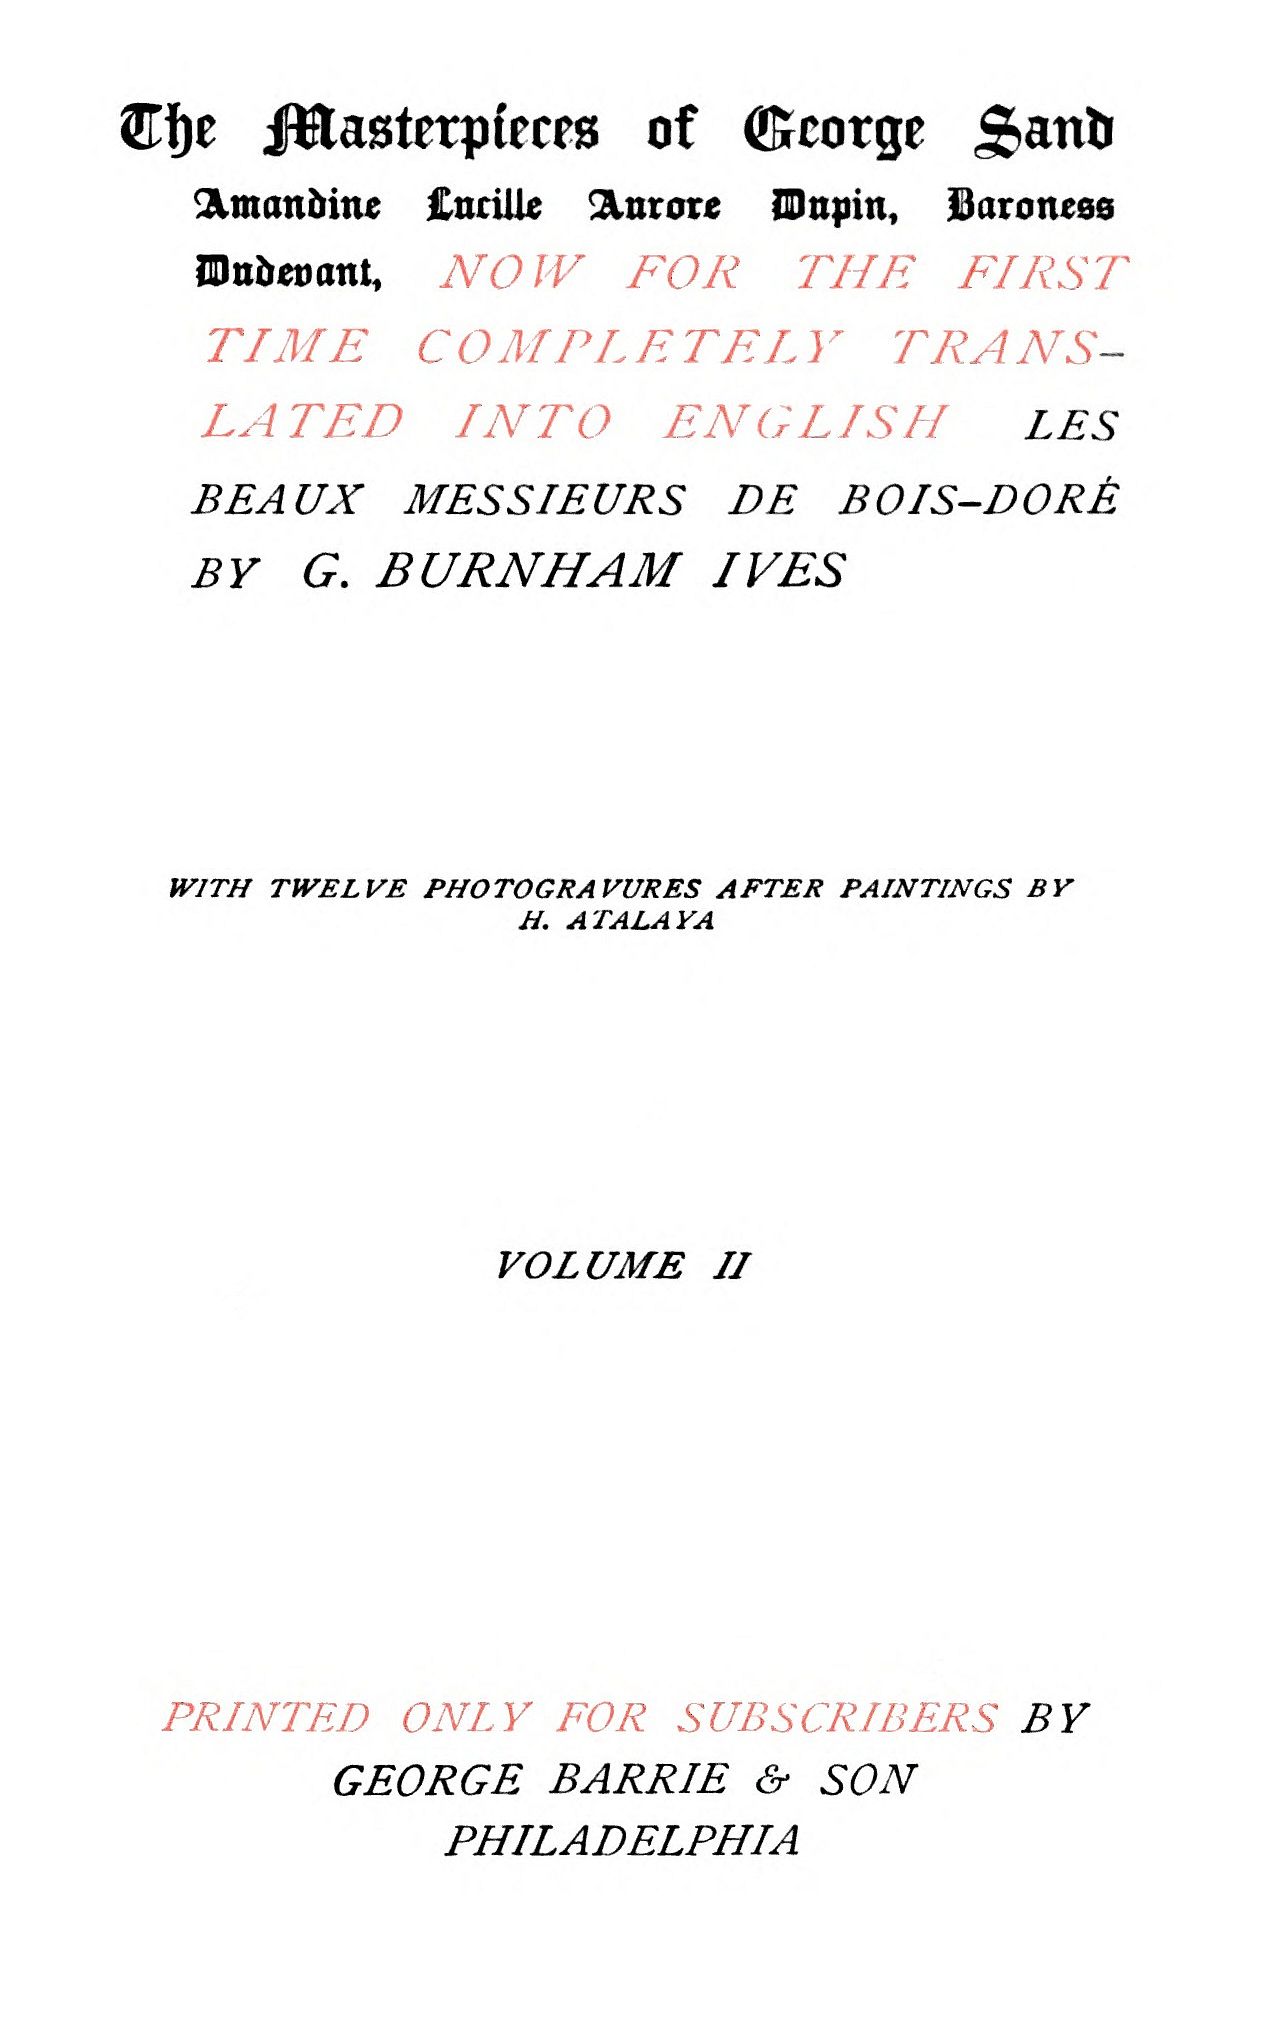 The Masterpieces of George Sand
Amandine Lucille Aurore Dupin, Baroness
Dudevant, NOW FOR THE FIRST
TIME COMPLETELY TRANS-
LATED INTO ENGLISH LES
BEAUX MESSIEURS DE BOIS-DORÉ
BY G. BURNHAM IVES
WITH TWELVE PHOTOGRAVURES AFTER PAINTINGS BY
H. ATALAYA
VOLUME II
PRINTED ONLY FOR SUBSCRIBERS BY
GEORGE BARRIE & SON
PHILADELPHIA